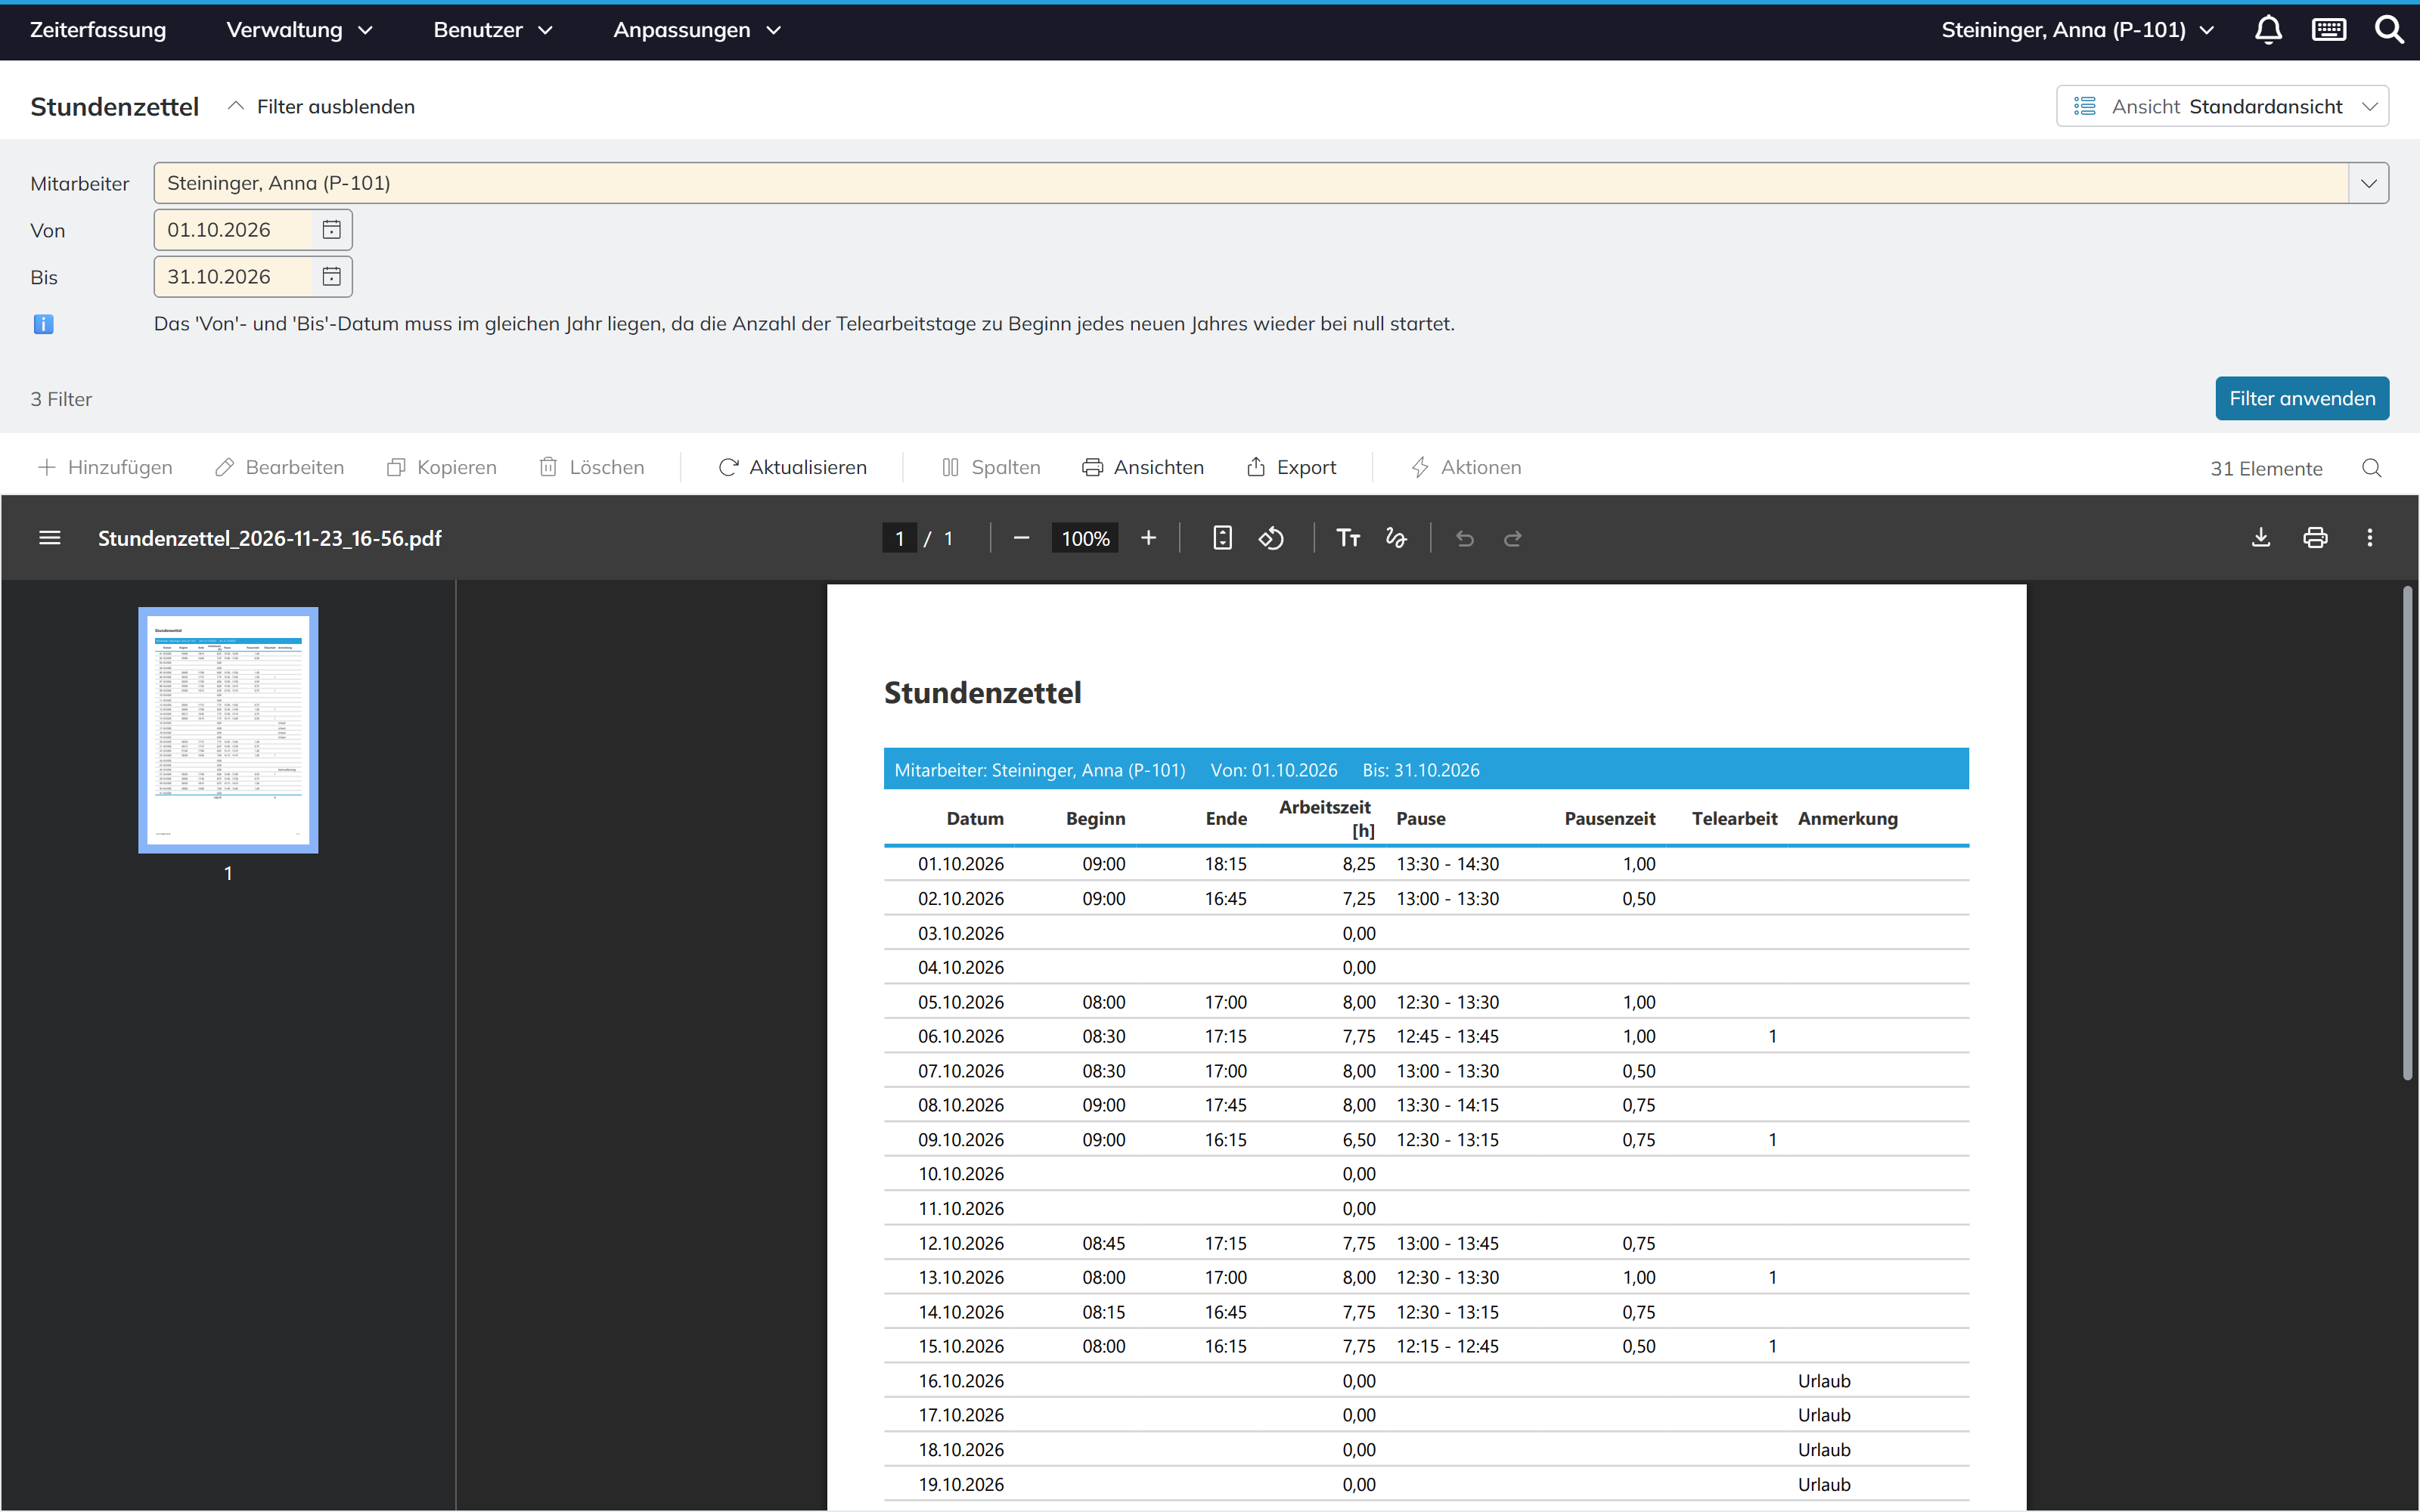 Zeiterfassung Verwaltung Benutzer Anpassungen Steininger, Anna (P-101)
Stundenzettel Filter ausblenden Ansicht Standardansicht
Mitarbeiter Steininger, Anna (P-101)
Von 01.10.2026
Bis 31.10.2026
Das 'Von'- und 'Bis'-Datum muss im gleichen Jahr liegen, da die Anzahl der Telearbeitstage zu Beginn jedes neuen Jahres wieder bei null startet.
3 Filter Filter anwenden
Hinzufügen Bearbeiten Kopieren Löschen Aktualisieren Spalten Ansichten Export Aktionen 31 Elemente
Stundenzettel_2026-11-23_16-56.pdf 1 / 1 100%
1
Stundenzettel
Mitarbeiter: Steininger, Anna (P-101) Von: 01.10.2026 Bis: 31.10.2026
Datum Beginn Ende Arbeitszeit [h] Pause Pausenzeit Telearbeit Anmerkung
01.10.2026 09:00 18:15 8,25 13:30 - 14:30 1,00
02.10.2026 09:00 16:45 7,25 13:00 - 13:30 0,50
03.10.2026 0,00
04.10.2026 0,00
05.10.2026 08:00 17:00 8,00 12:30 - 13:30 1,00
06.10.2026 08:30 17:15 7,75 12:45 - 13:45 1,00 1
07.10.2026 08:30 17:00 8,00 13:00 - 13:30 0,50
08.10.2026 09:00 17:45 8,00 13:30 - 14:15 0,75
09.10.2026 09:00 16:15 6,50 12:30 - 13:15 0,75 1
10.10.2026 0,00
11.10.2026 0,00
12.10.2026 08:45 17:15 7,75 13:00 - 13:45 0,75
13.10.2026 08:00 17:00 8,00 12:30 - 13:30 1,00 1
14.10.2026 08:15 16:45 7,75 12:30 - 13:15 0,75
15.10.2026 08:00 16:15 7,75 12:15 - 12:45 0,50 1
16.10.2026 0,00 Urlaub
17.10.2026 0,00 Urlaub
18.10.2026 0,00 Urlaub
19.10.2026 0,00 Urlaub